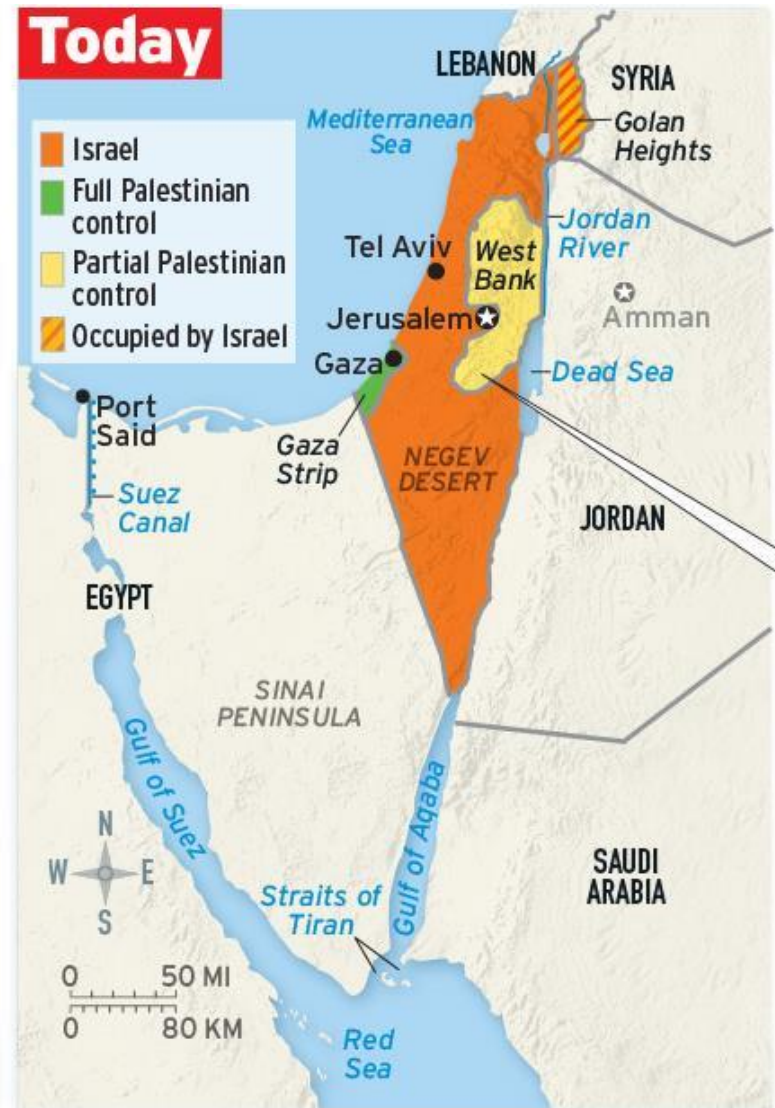 Today
Israel
Full Palestinian
control
Partial Palestinian
control
Occupied by Israel
LEBANON
SYRIA
Golan
Heights
Mediterranean
Sea
Jordan
River
Tel Aviv
West
Bank
Jerusalem
Amman
Gaza
Dead Sea
Port
Said
Gaza
Strip
NEGEV
DESERT
Suez
Canal
JORDAN
EGYPT
SINAI
PENINSULA
Gulf of Suez
Gulf of Aqaba
N
W E
S
SAUDI
ARABIA
Straits of
Tiran
0 50 MI
0 80 KM
Red
Sea